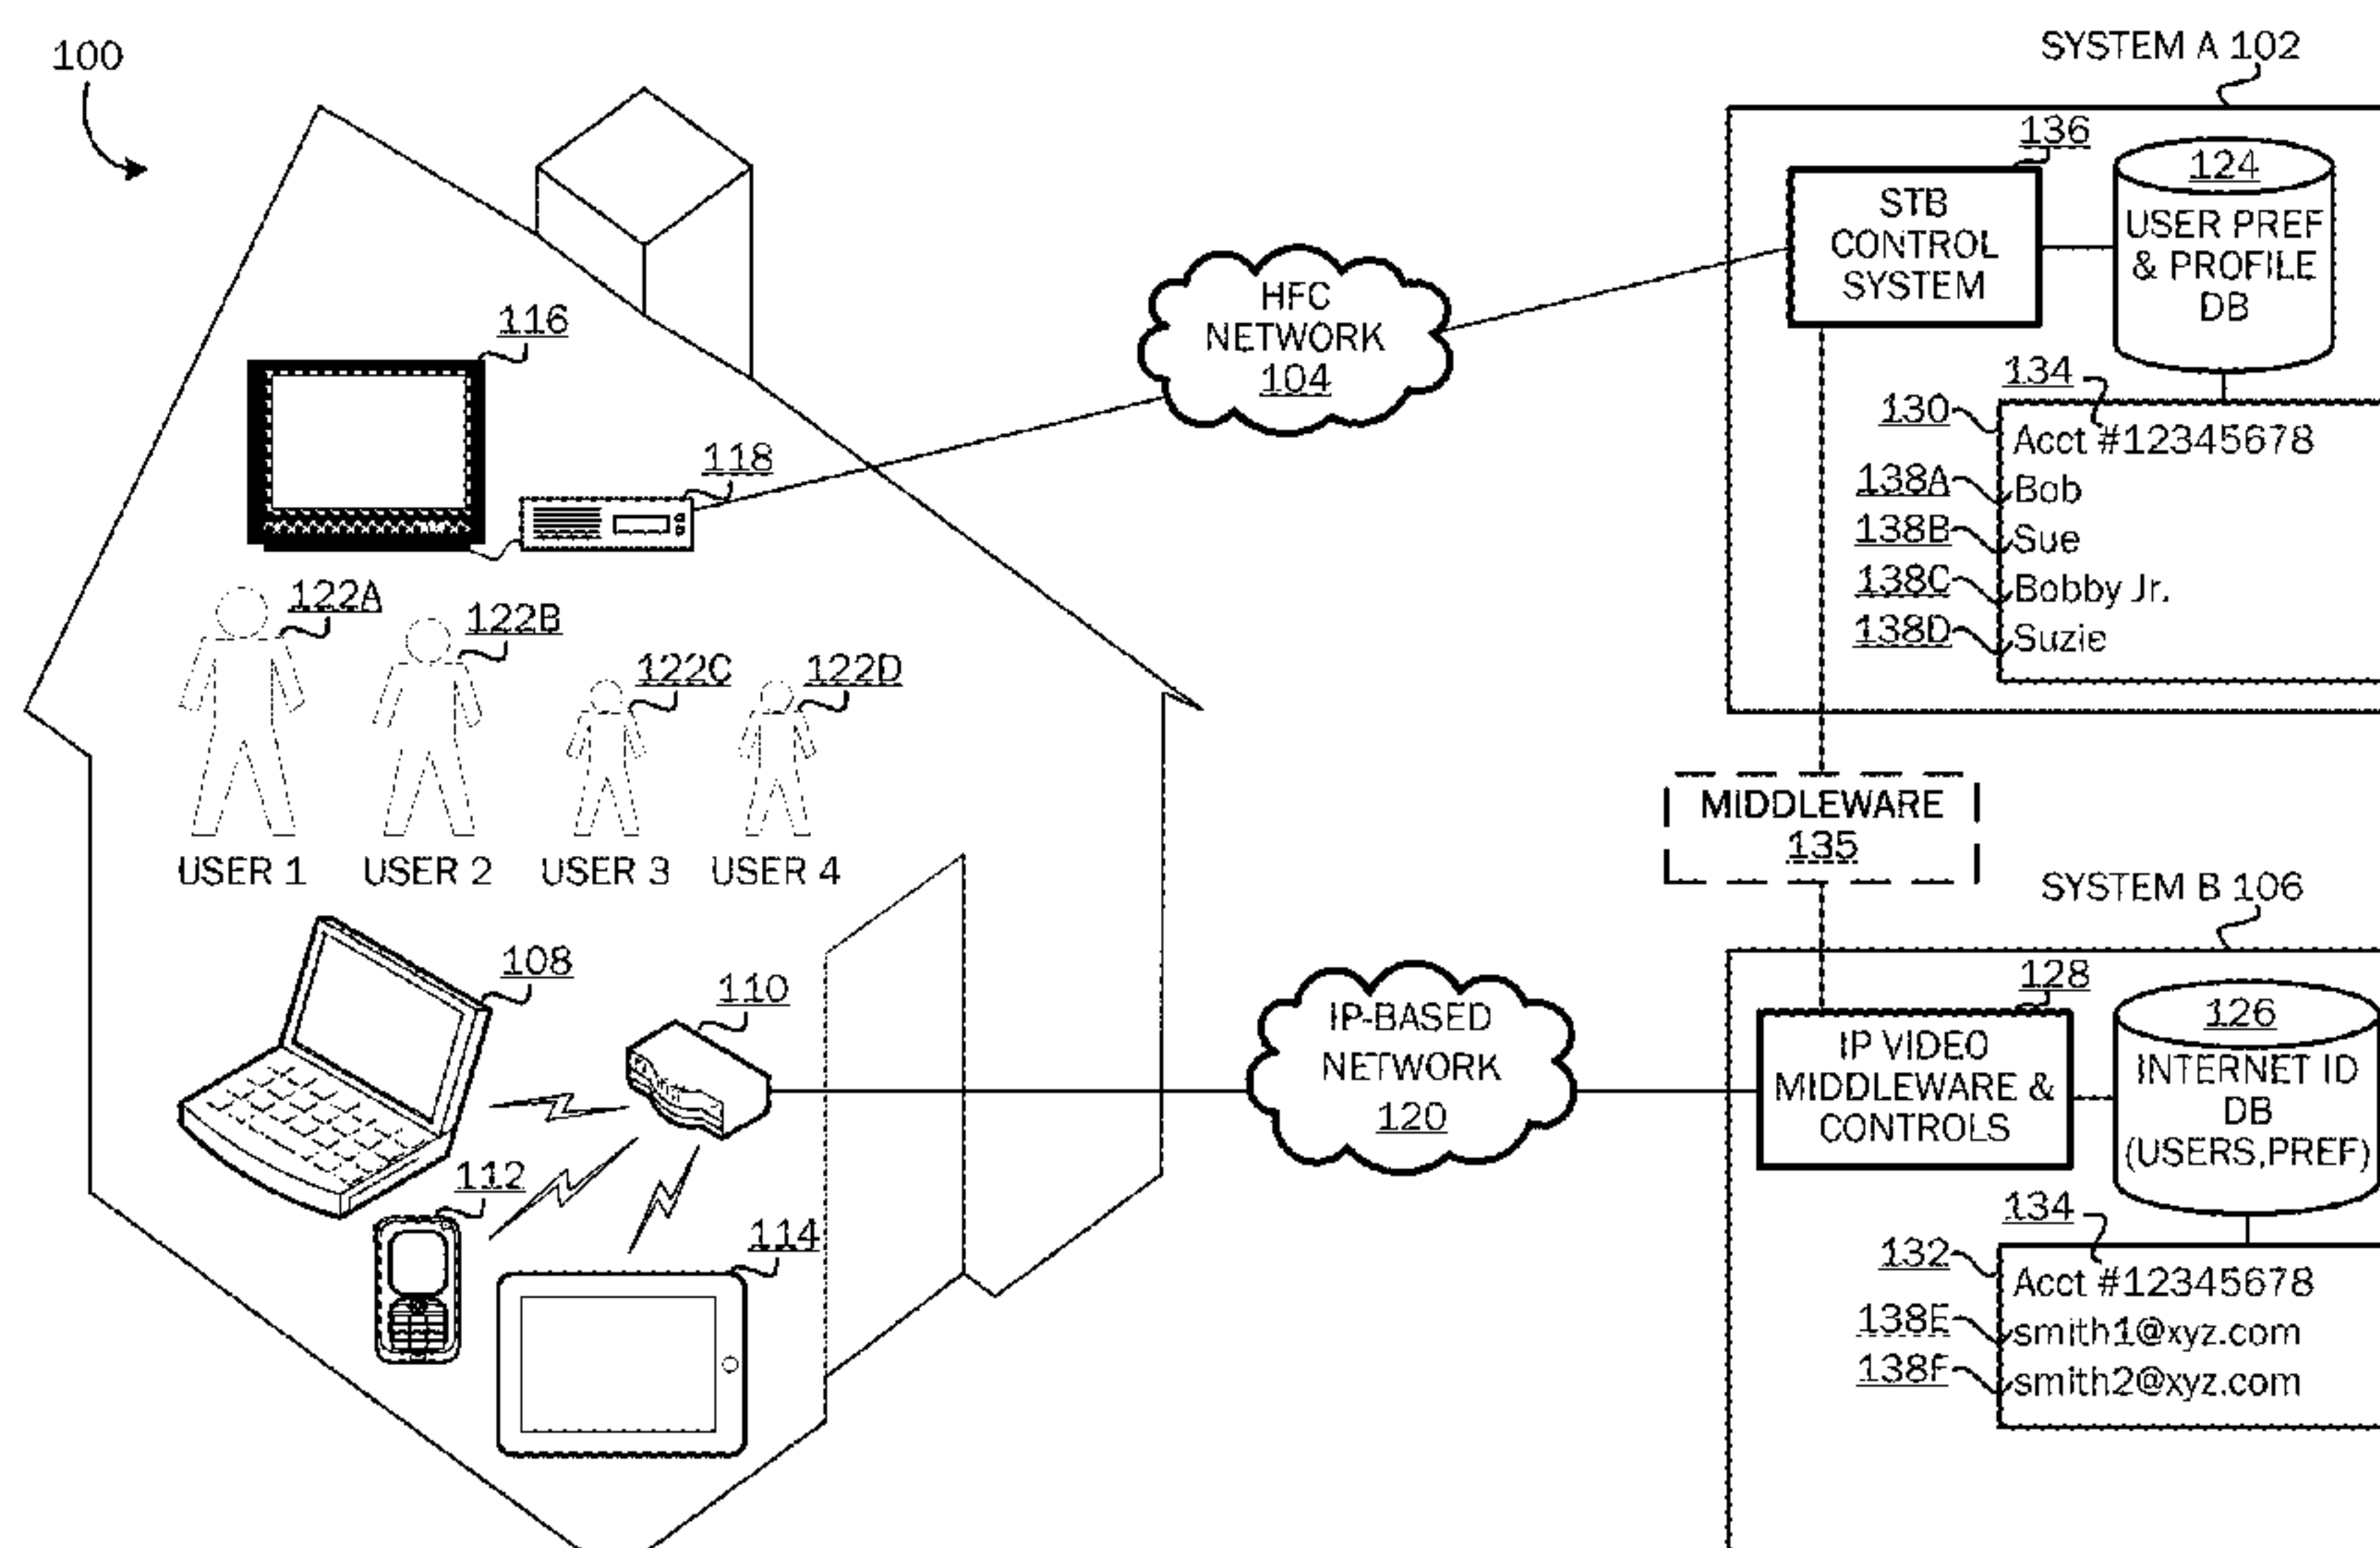 100
SYSTEM A 102
136
124
STB
CONTROL
SYSTEM
USER PREF
& PROFILE
DB
HFC
NETWORK
104
116
118
134
130
Acct #12345678
138A
Bob
138B
Sue
138C
Bobby Jr.
138D
Suzie
122A
122B
122C
122D
USER 1
USER 2
USER 3
USER 4
MIDDLEWARE
135
SYSTEM B 106
108
110
112
114
IP-BASED
NETWORK
120
128
126
IP VIDEO
MIDDLEWARE &
CONTROLS
INTERNET ID
DB
(USERS,PREF)
134
132
Acct #12345678
138E
smith1@xyz.com
138F
smith2@xyz.com